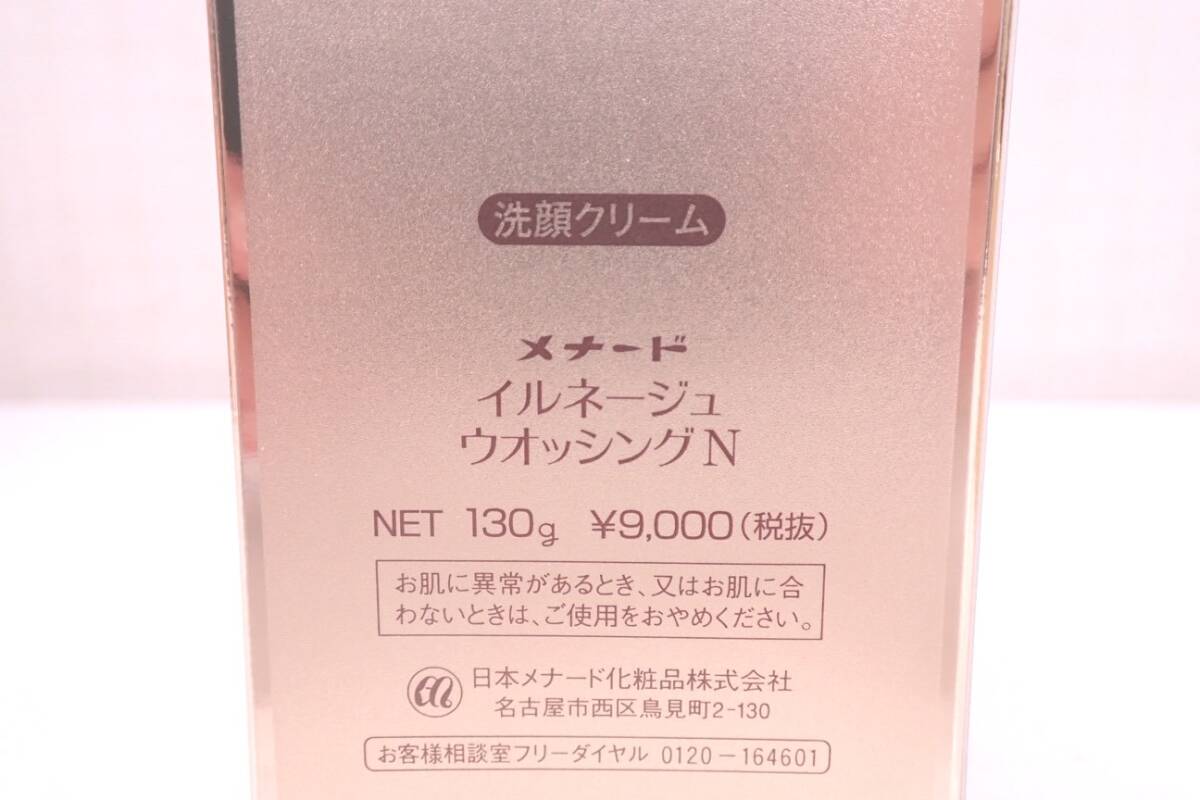 洗顔クリーム
メナード
イルネージュ
ウオッシングN
NET 130g ¥9,000(税抜)
お肌に異常があるとき、又はお肌に合
わないときは、ご使用をおやめください。
日本メナード化粧品株式会社
名古屋市西区鳥見町2-130
お客様相談室フリーダイヤル 0120-164601